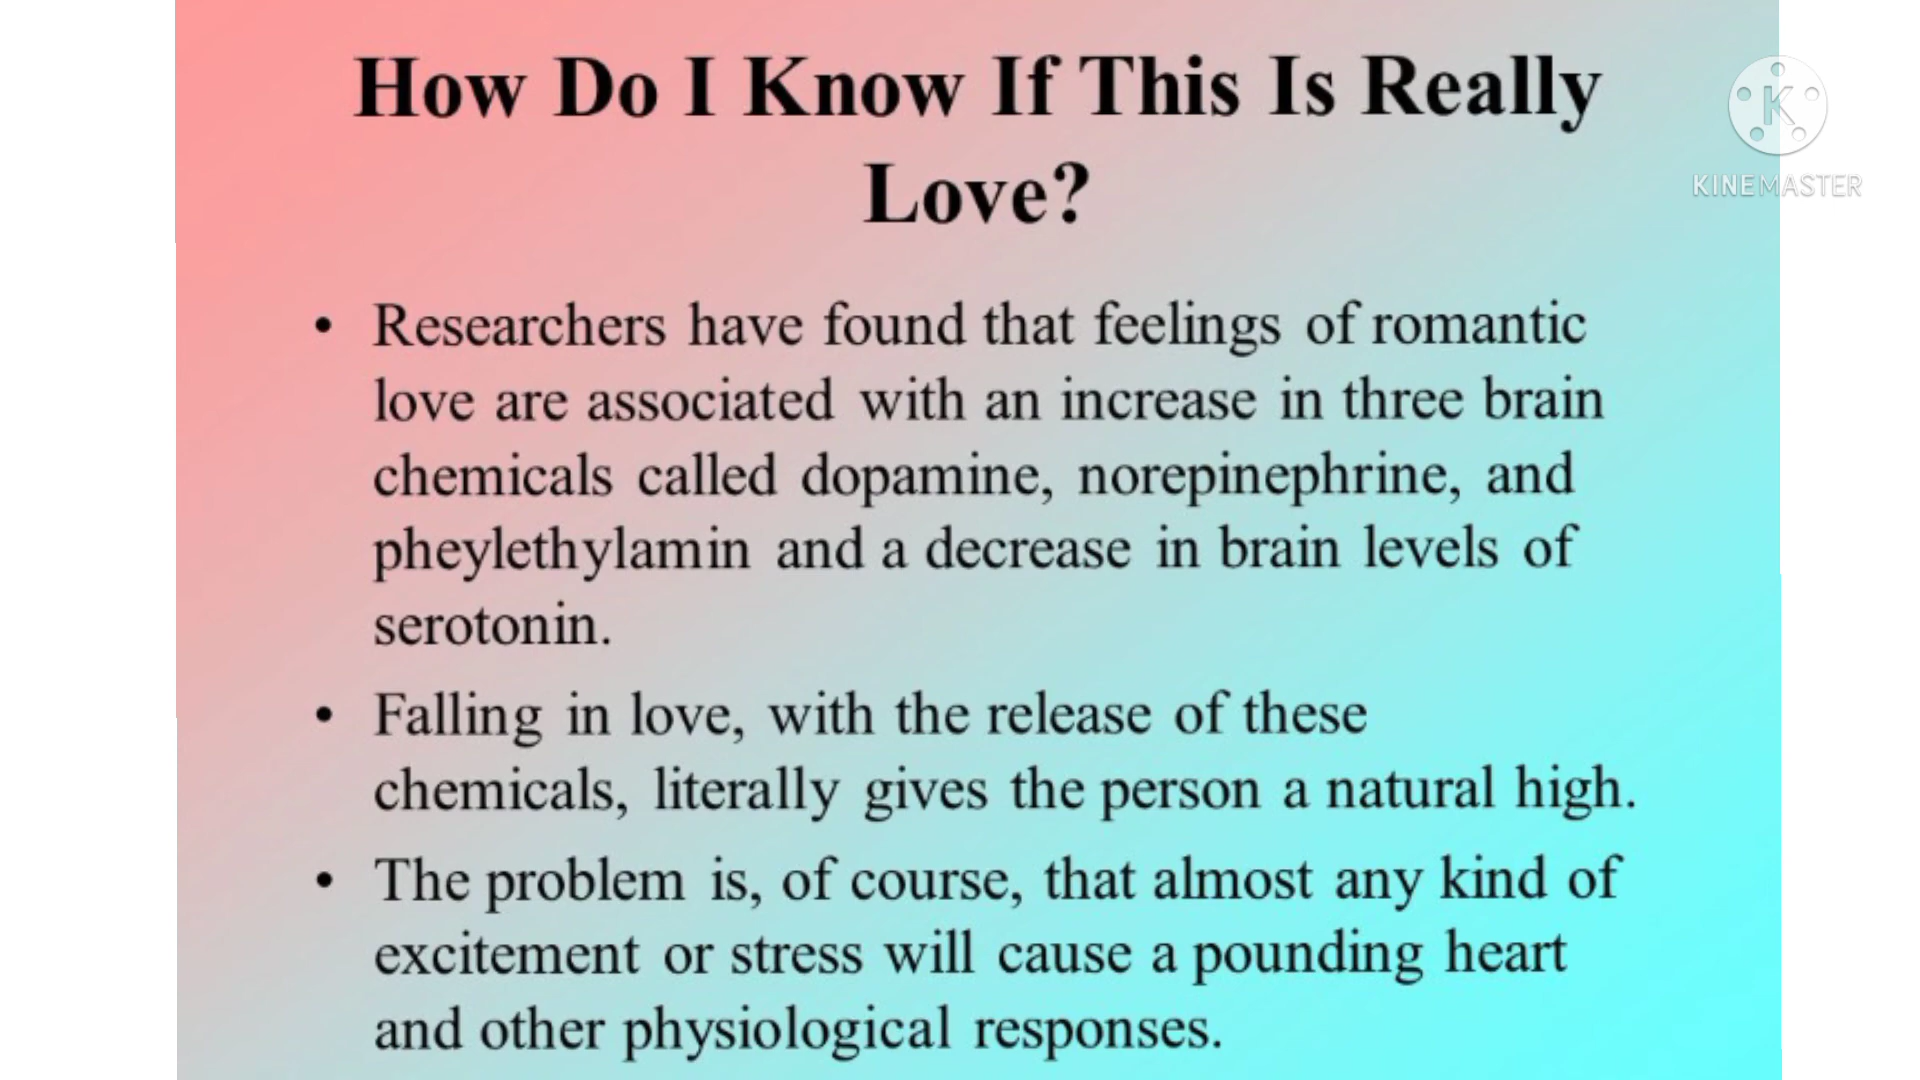 How Do I Know If This Is Really
Love?
K
KINEMASTER
• Researchers have found that feelings of romantic
love are associated with an increase in three brain
chemicals called dopamine, norepinephrine, and
pheylethylamin and a decrease in brain levels of
serotonin.
• Falling in love, with the release of these
chemicals, literally gives the person a natural high.
• The problem is, of course, that almost any kind of
excitement or stress will cause a pounding heart
and other physiological responses.